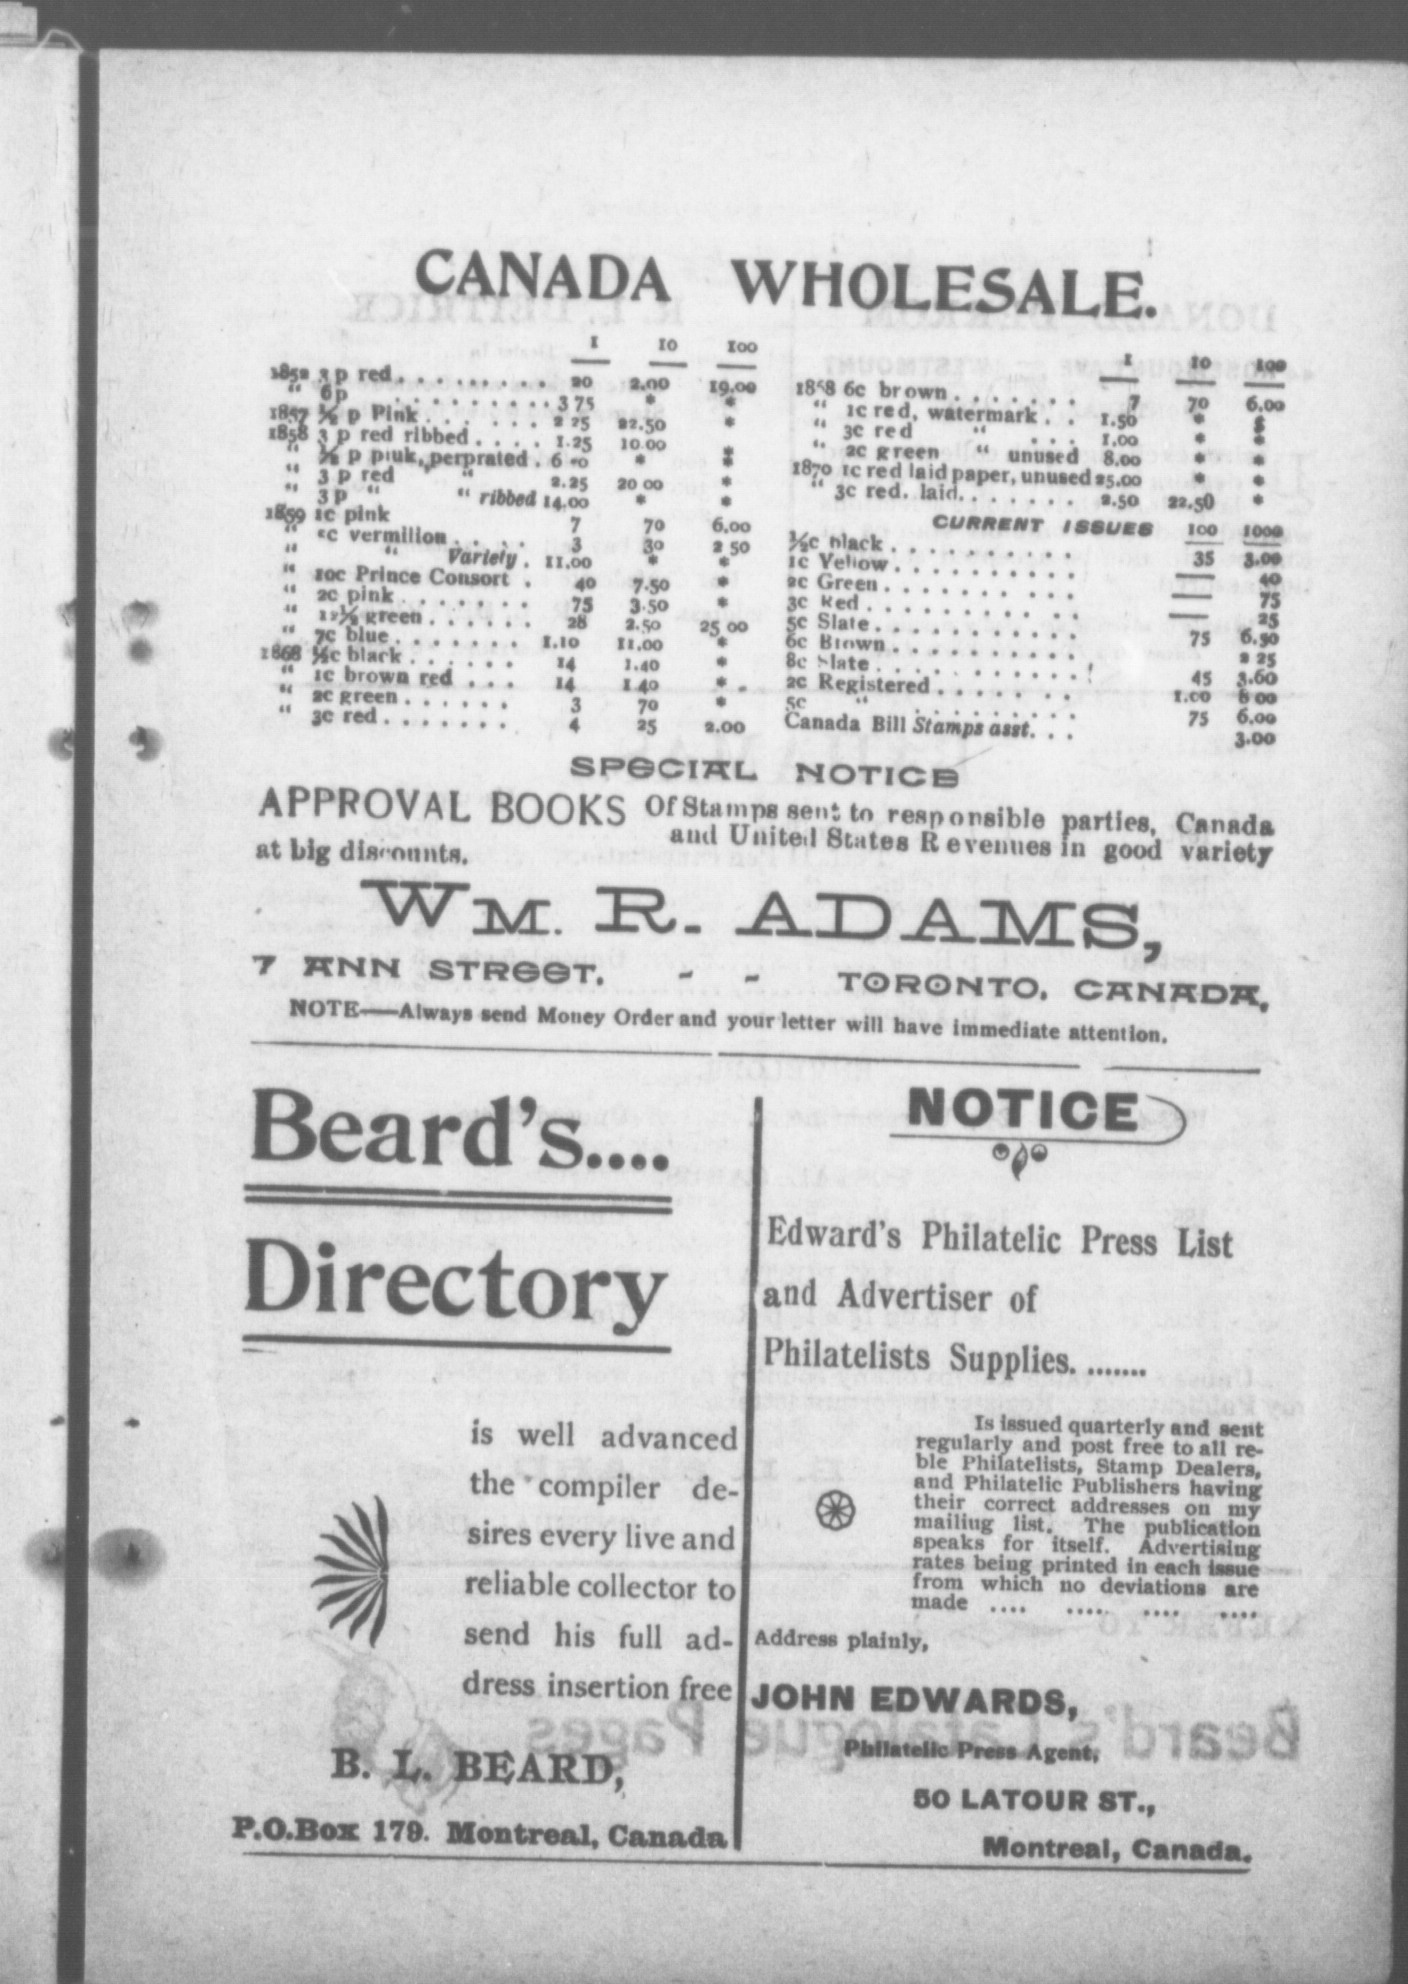 CANADA WHOLESALE.
1 10 100
1852 3 p red......... 20 2.00 19.00
“ 6p .......... 3 75 * *
1857 ½ p Pink...... 2 25 22.50 *
1858 3 p red ribbed.... 1.25 10.00
“ ½ p pink, perprated. 6 *
“ 3 p red “ “ 2.25 20 00 *
“ 3 p “ “ ribbed 14.00 * *
1859 1c pink 7 70 6.00
“ 5c vermilion..... 3 30 2 50
“ “ Variety. 11.00 * *
“ 10c Prince Consort . 40 7.50 *
“ 2c pink....... 75 3.50 *
“ 12½ green...... 28 2.50 25 00
“ 7c blue....... 1.10 11.00 *
1868 ½c black...... 14 1.40 *
“ 1c brown red ... 14 1 40 *
“ 2c green...... 3 70 *
“ 3c red....... 4 25 2.00
1 10 100
1868 6c brown....... 7 70 6.00
“ 1c red, watermark.. 1.50 *
“ 3c red “ ... 1.00 * *
“ 2c green “ unused 8.00 * *
1870 1c red laid paper, unused 25.00 * *
“ 3c red. laid....... 2.50 22.50 *
CURRENT ISSUES 100 1000
½c black.......... 35 3.00
1c Yellow.......... 40
2c Green.......... 75
3c Red.......... 25
5c Slate........... 75 6.50
6c Brown.......... 2 25
8c Slate.......... 45 3.60
2c Registered....... 1.00 8 00
5c “ ......... 75 6.00
Canada Bill Stamps asst... 3.00
SPECIAL NOTICE
APPROVAL BOOKS Of Stamps sent to responsible parties, Canada
and United States Revenues in good variety
at big discounts.
WM. R. ADAMS,
7 ANN STREET. - - TORONTO, CANADA,
NOTE—Always send Money Order and your letter will have immediate attention.
Beard's....
Directory
is well advanced
the compiler de-
sires every live and
reliable collector to
send his full ad-
dress insertion free
B. L. BEARD,
P.O.Box 179. Montreal, Canada
NOTICE
Edward's Philatelic Press List
and Advertiser of
Philatelists Supplies........
Is issued quarterly and sent
regularly and post free to all re-
ble Philatelists, Stamp Dealers,
and Philatelic Publishers having
their correct addresses on my
mailiug list. The publication
speaks for itself. Advertising
rates being printed in each issue
from which no deviations are
made .... ..... .... ....
Address plainly,
JOHN EDWARDS,
Philatelic Press Agent,
50 LATOUR ST.,
Montreal, Canada.